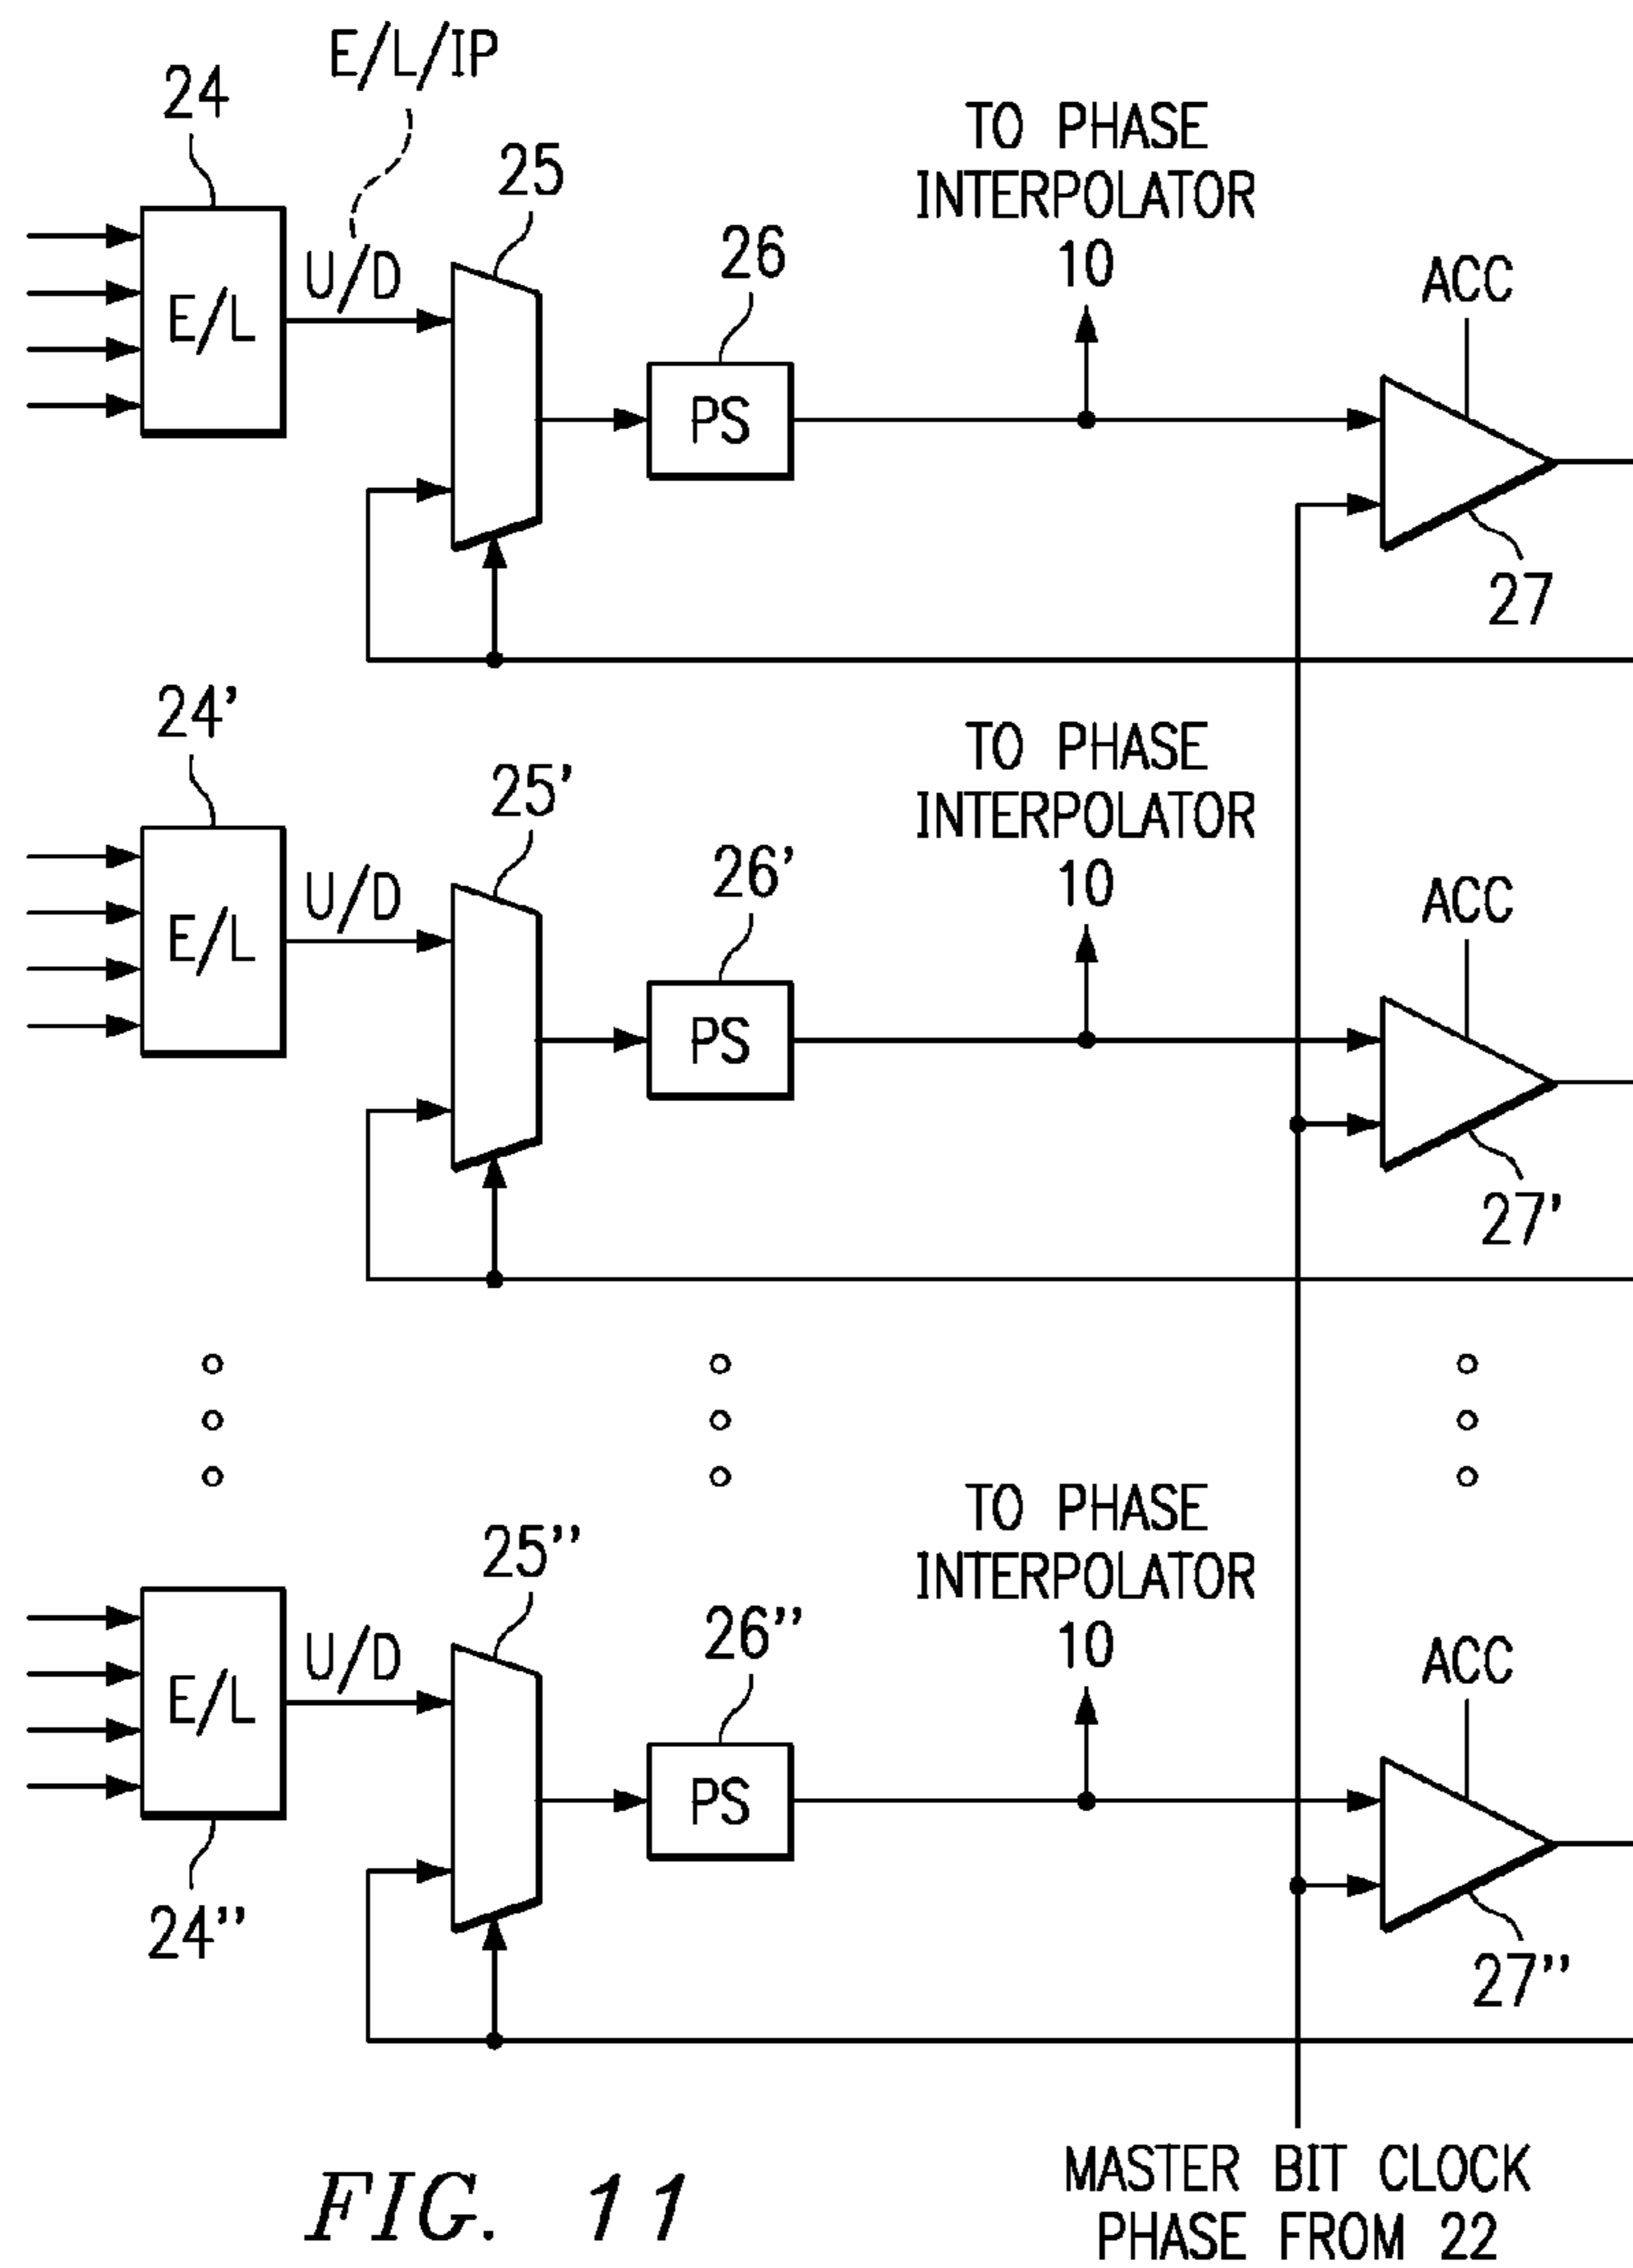 E/L/IP
24
25
U/D
E/L
26
PS
TO PHASE
INTERPOLATOR
10
ACC
27
24'
25'
U/D
E/L
26'
PS
TO PHASE
INTERPOLATOR
10
ACC
27'
25''
U/D
E/L
24''
26''
PS
TO PHASE
INTERPOLATOR
10
ACC
27''
MASTER BIT CLOCK
PHASE FROM 22
FIG. 11